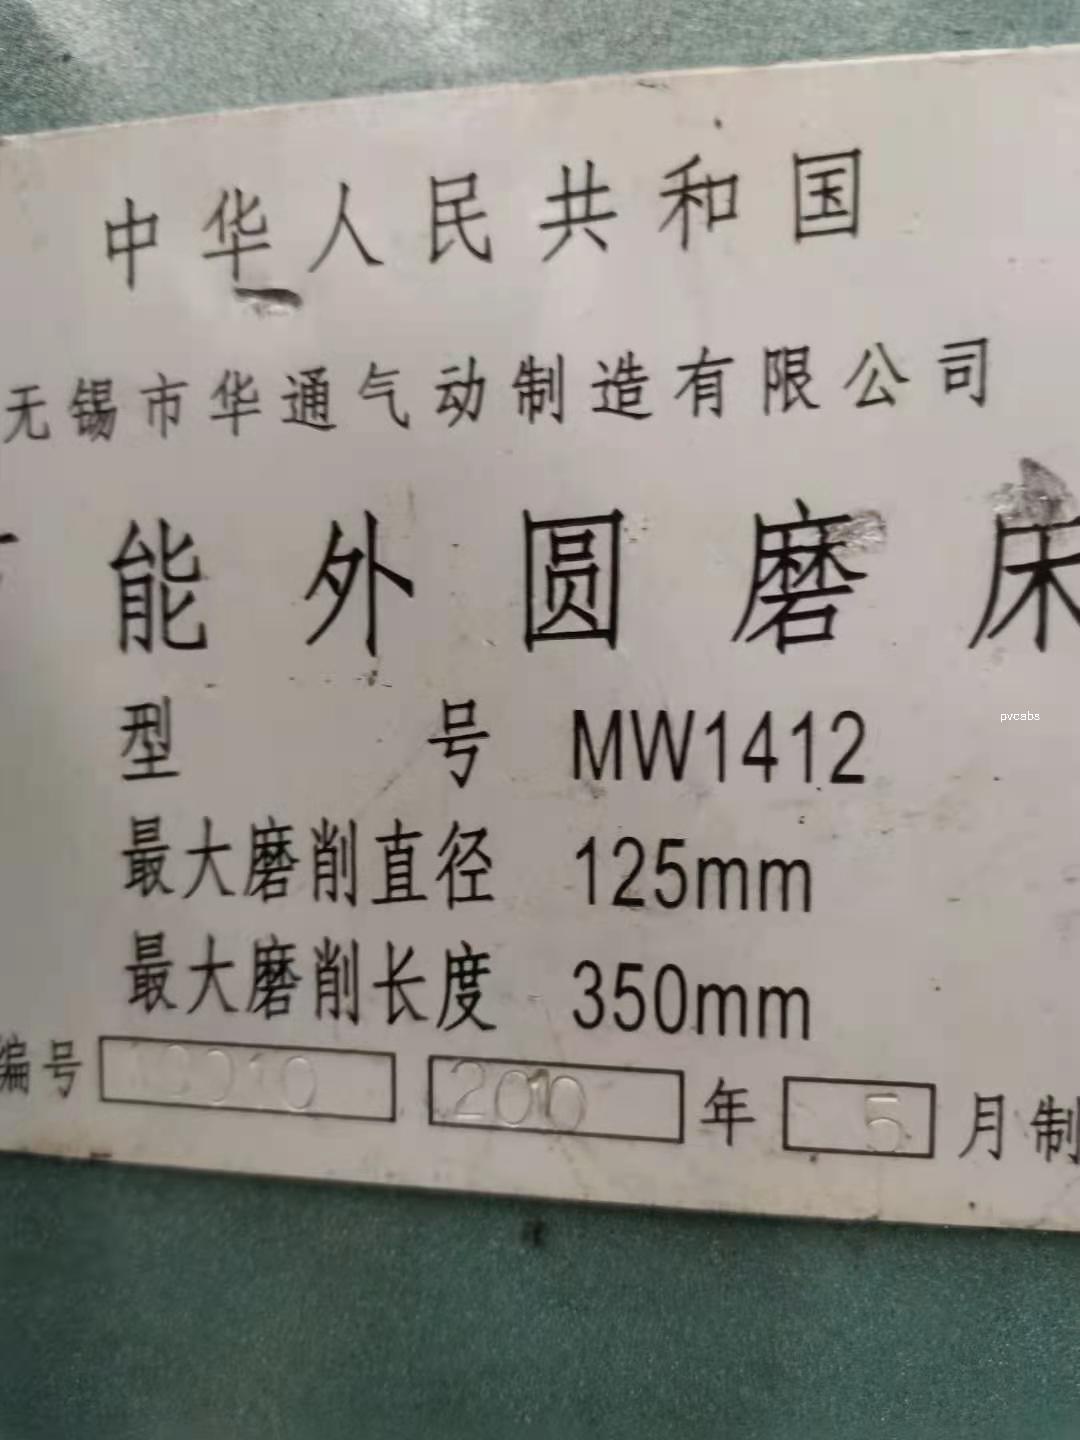 中华人民共和国
无锡市华通气动制造有限公司
能外圆磨床
型号 MW1412
pvcabs
最大磨削直径 125mm
最大磨削长度 350mm
编号 2010 年 5 月制